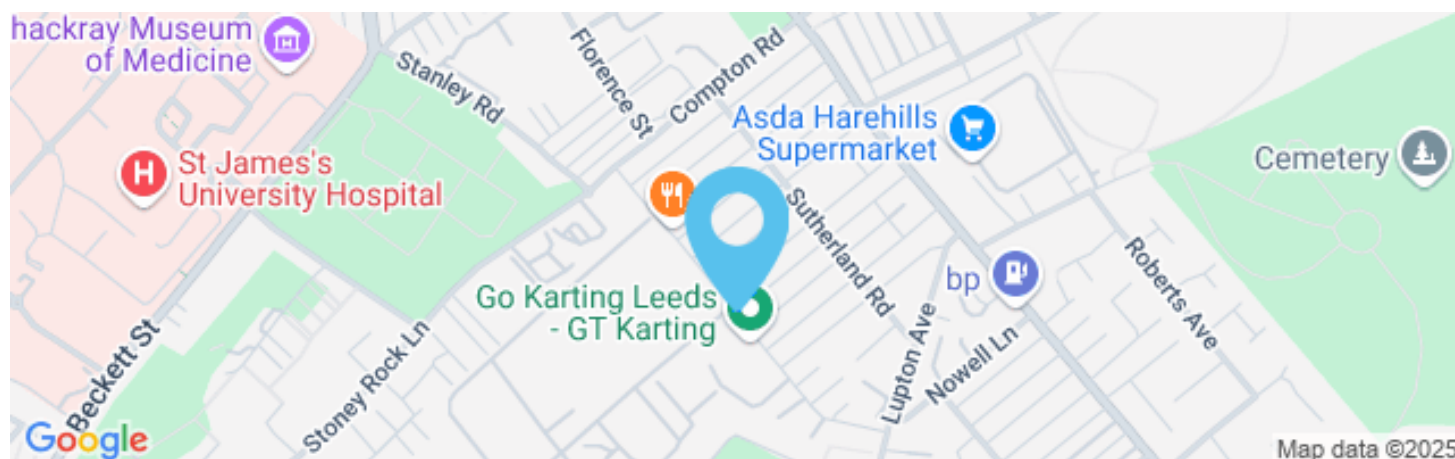 hackray Museum
of Medicine
Florence St
Compton Rd
Stanley Rd
Asda Harehills
Supermarket
Cemetery
H
St James's
University Hospital
Sutherland Rd
Roberts Ave
bp
Go Karting Leeds
- GT Karting
Lupton Ave
Nowell Ln
Beckett St
Stoney Rock Ln
Google
Map data ©2025